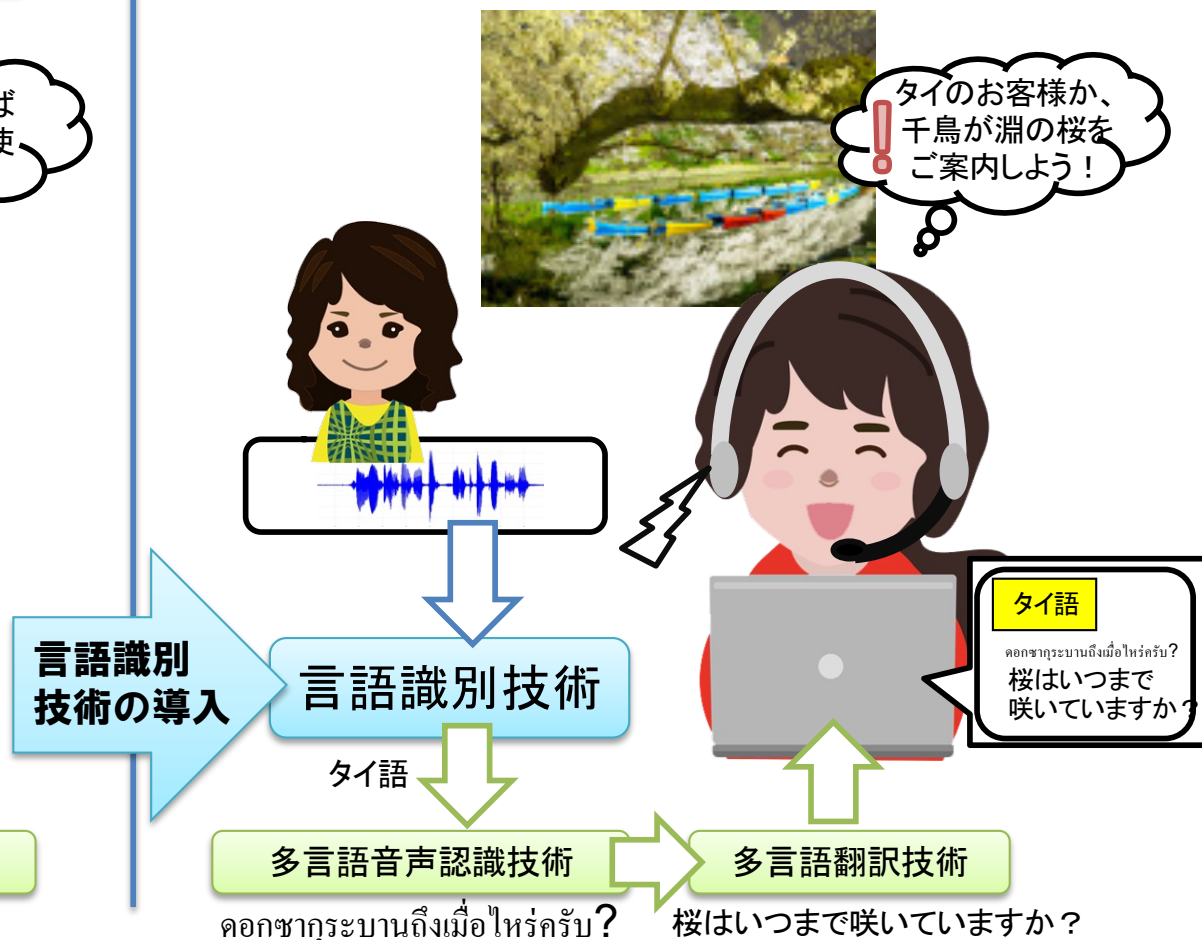 ば
使
タイのお客様か、
千鳥が淵の桜を
ご案内しよう!
言語識別
技術の導入
言語識別技術
タイ語
タイ語
ดอกซากุระบานถึงเมื่อไหร่ครับ?
桜はいつまで
咲いていますか?
多言語音声認識技術
多言語翻訳技術
ดอกซากุระบานถึงเมื่อไหร่ครับ?
桜はいつまで咲いていますか?